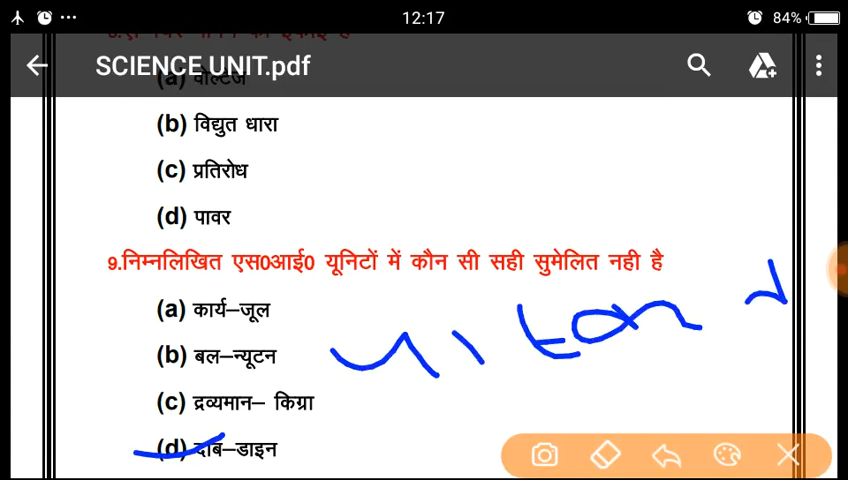 12:17
84%
SCIENCE UNIT.pdf
(a) वोल्टेज
(b) विद्युत धारा
(c) प्रतिरोध
(d) पावर
9.निम्नलिखित एस0आई0 यूनिटों में कौन सी सही सुमेलित नही है
(a) कार्य–जूल
(b) बल–न्यूटन
(c) द्रव्यमान– किग्रा
(d) दाब–डाइन